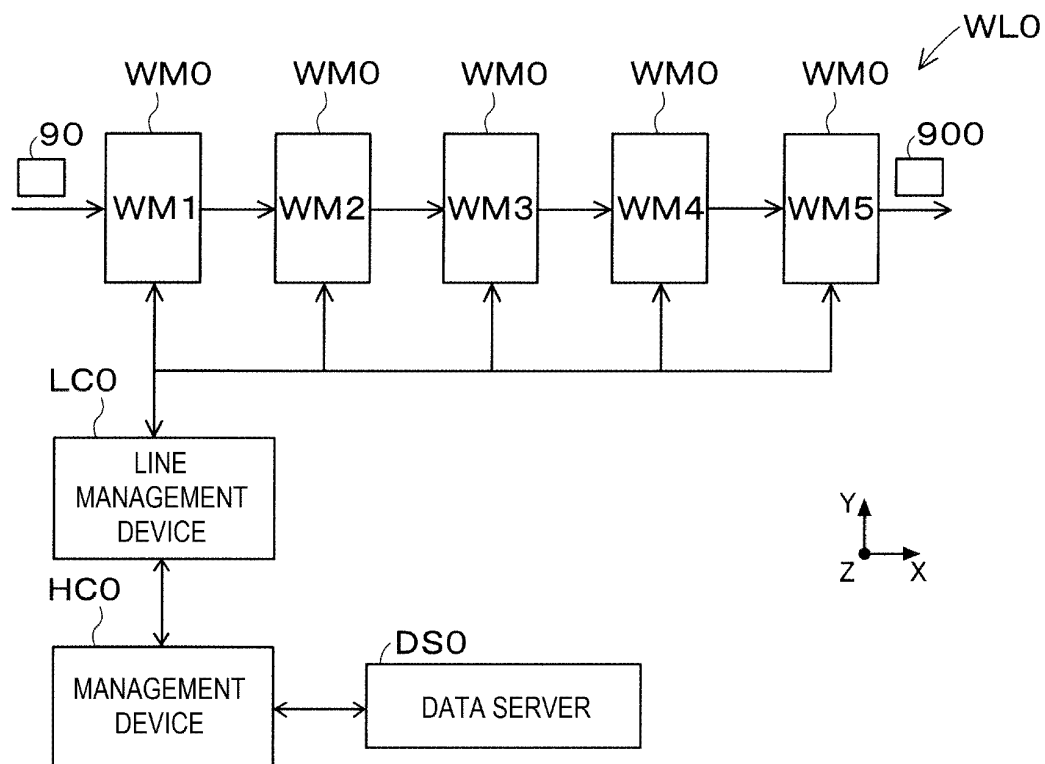 WL0
WM0 WM0 WM0 WM0 WM0
90 900
WM1 WM2 WM3 WM4 WM5
LC0
LINE
MANAGEMENT
DEVICE
Y
Z X
HC0
DS0
MANAGEMENT
DEVICE
DATA SERVER